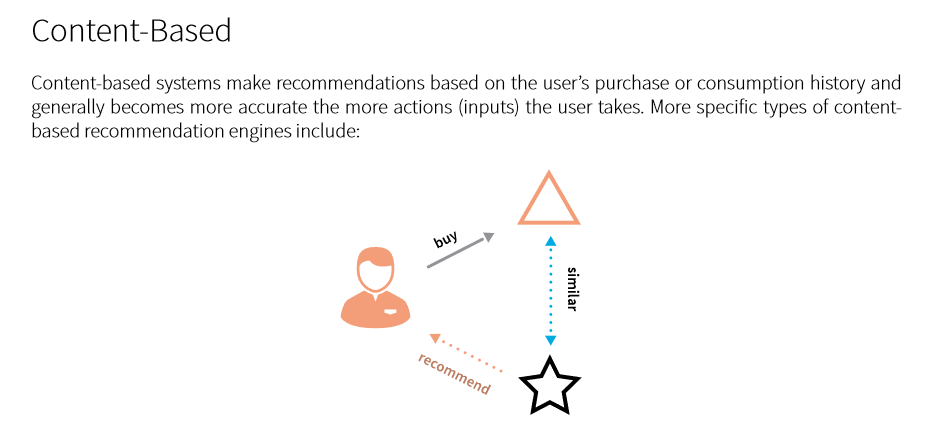 Content-Based
Content-based systems make recommendations based on the user’s purchase or consumption history and
generally becomes more accurate the more actions (inputs) the user takes. More specific types of content-
based recommendation engines include:
buy
similar
recommend